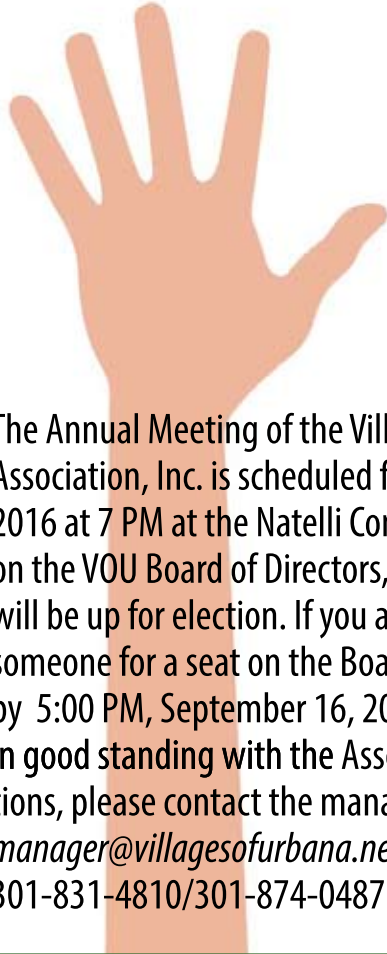 The Annual Meeting of the Vill
Association, Inc. is scheduled f
2016 at 7 PM at the Natelli Co
on the VOU Board of Directors,
will be up for election. If you a
someone for a seat on the Boa
by 5:00 PM, September 16, 20
in good standing with the Ass
tions, please contact the mana
manager@villagesofurbana.ne
301-831-4810/301-874-0487